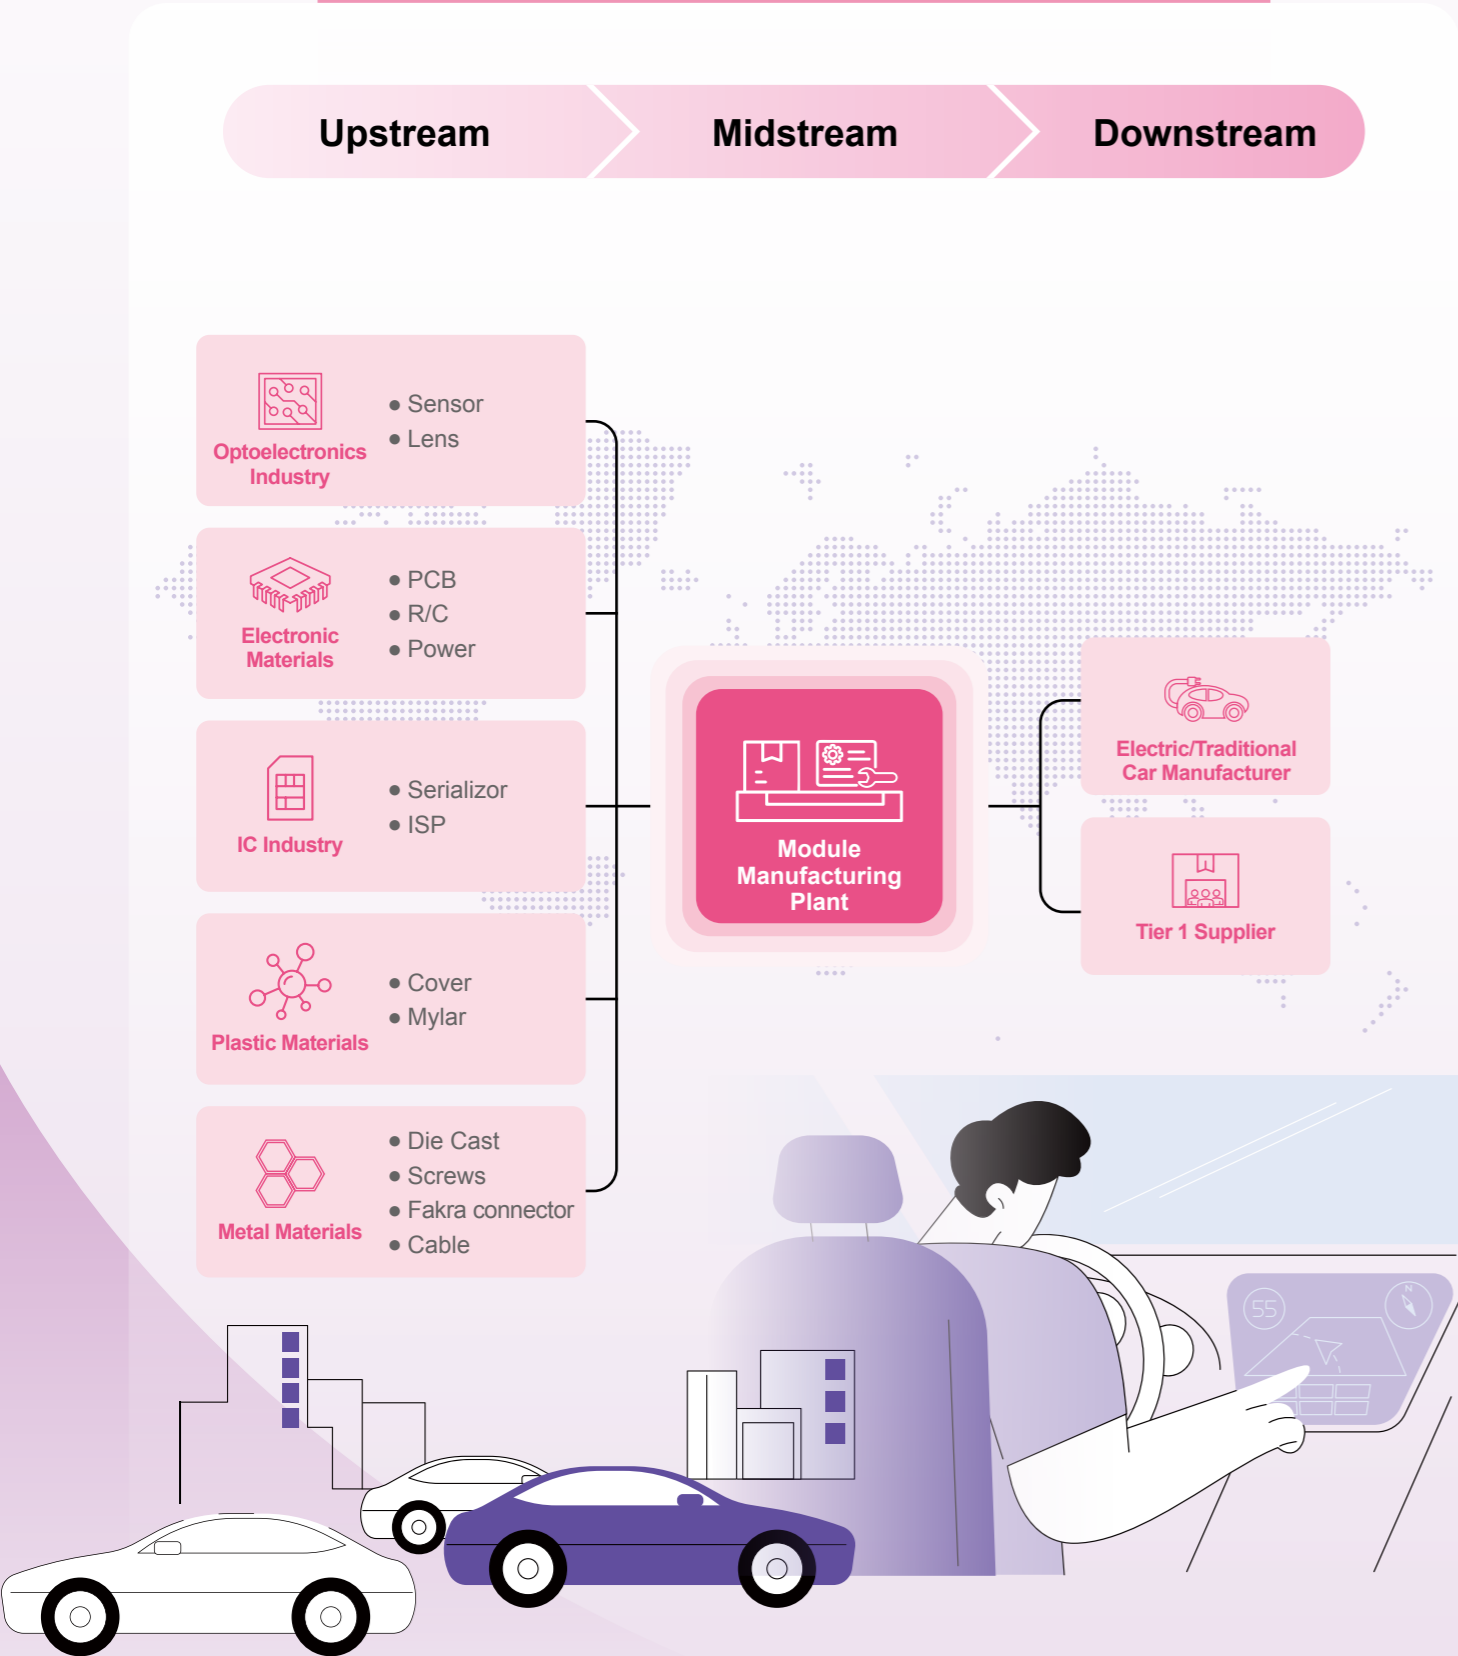 Upstream
Midstream
Downstream
Optoelectronics
Industry
● Sensor
● Lens
Electronic
Materials
● PCB
● R/C
● Power
IC Industry
● Serializor
● ISP
Plastic Materials
● Cover
● Mylar
Metal Materials
● Die Cast
● Screws
● Fakra connector
● Cable
Module
Manufacturing
Plant
Electric/Traditional
Car Manufacturer
Tier 1 Supplier
55
N